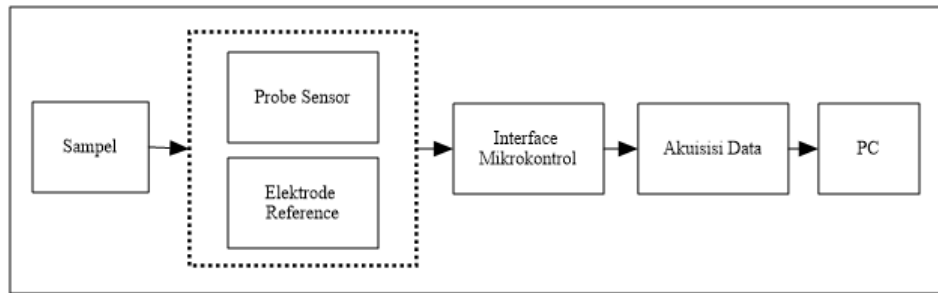 Sampel
Probe Sensor
Elektrode
Reference
Interface
Mikrokontrol
Akuisisi Data
PC